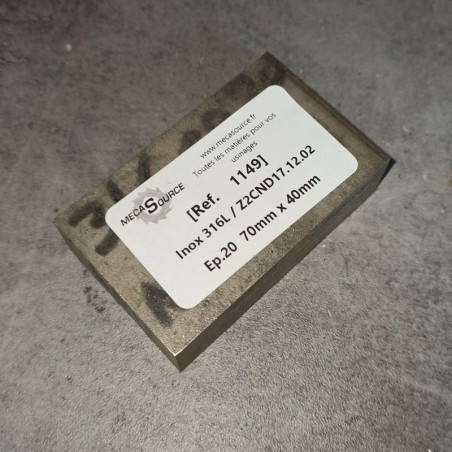 www.mecasource.fr
Toutes les matières pour vos
usinages
MECASOURCE
[Ref. 1149]
Inox 316L / Z2CND17.12.02
Ep.20 70mm x 40mm